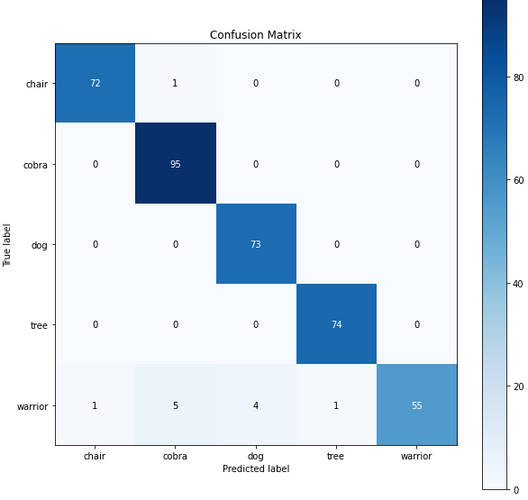 Confusion Matrix
chair 72 1 0 0 0
cobra 0 95 0 0 0
dog 0 0 73 0 0
tree 0 0 0 74 0
warrior 1 5 4 1 55
chair cobra dog tree warrior
Predicted label
True label
80
60
40
20
0